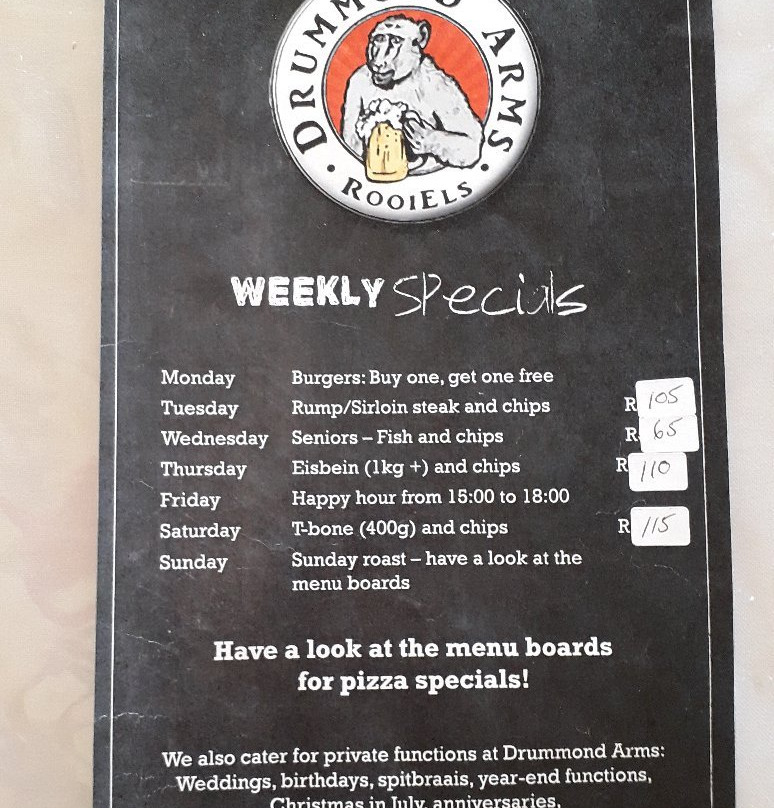 DRUMMOND ARMS
ROOIELS
WEEKLY Specials
Monday Burgers: Buy one, get one free
Tuesday Rump/Sirloin steak and chips R 105
Wednesday Seniors – Fish and chips R 65
Thursday Eisbein (1kg +) and chips R 110
Friday Happy hour from 15:00 to 18:00
Saturday T-bone (400g) and chips R 115
Sunday Sunday roast – have a look at the
menu boards
Have a look at the menu boards
for pizza specials!
We also cater for private functions at Drummond Arms:
Weddings, birthdays, spitbraais, year-end functions,
Christmas in July, anniversaries,